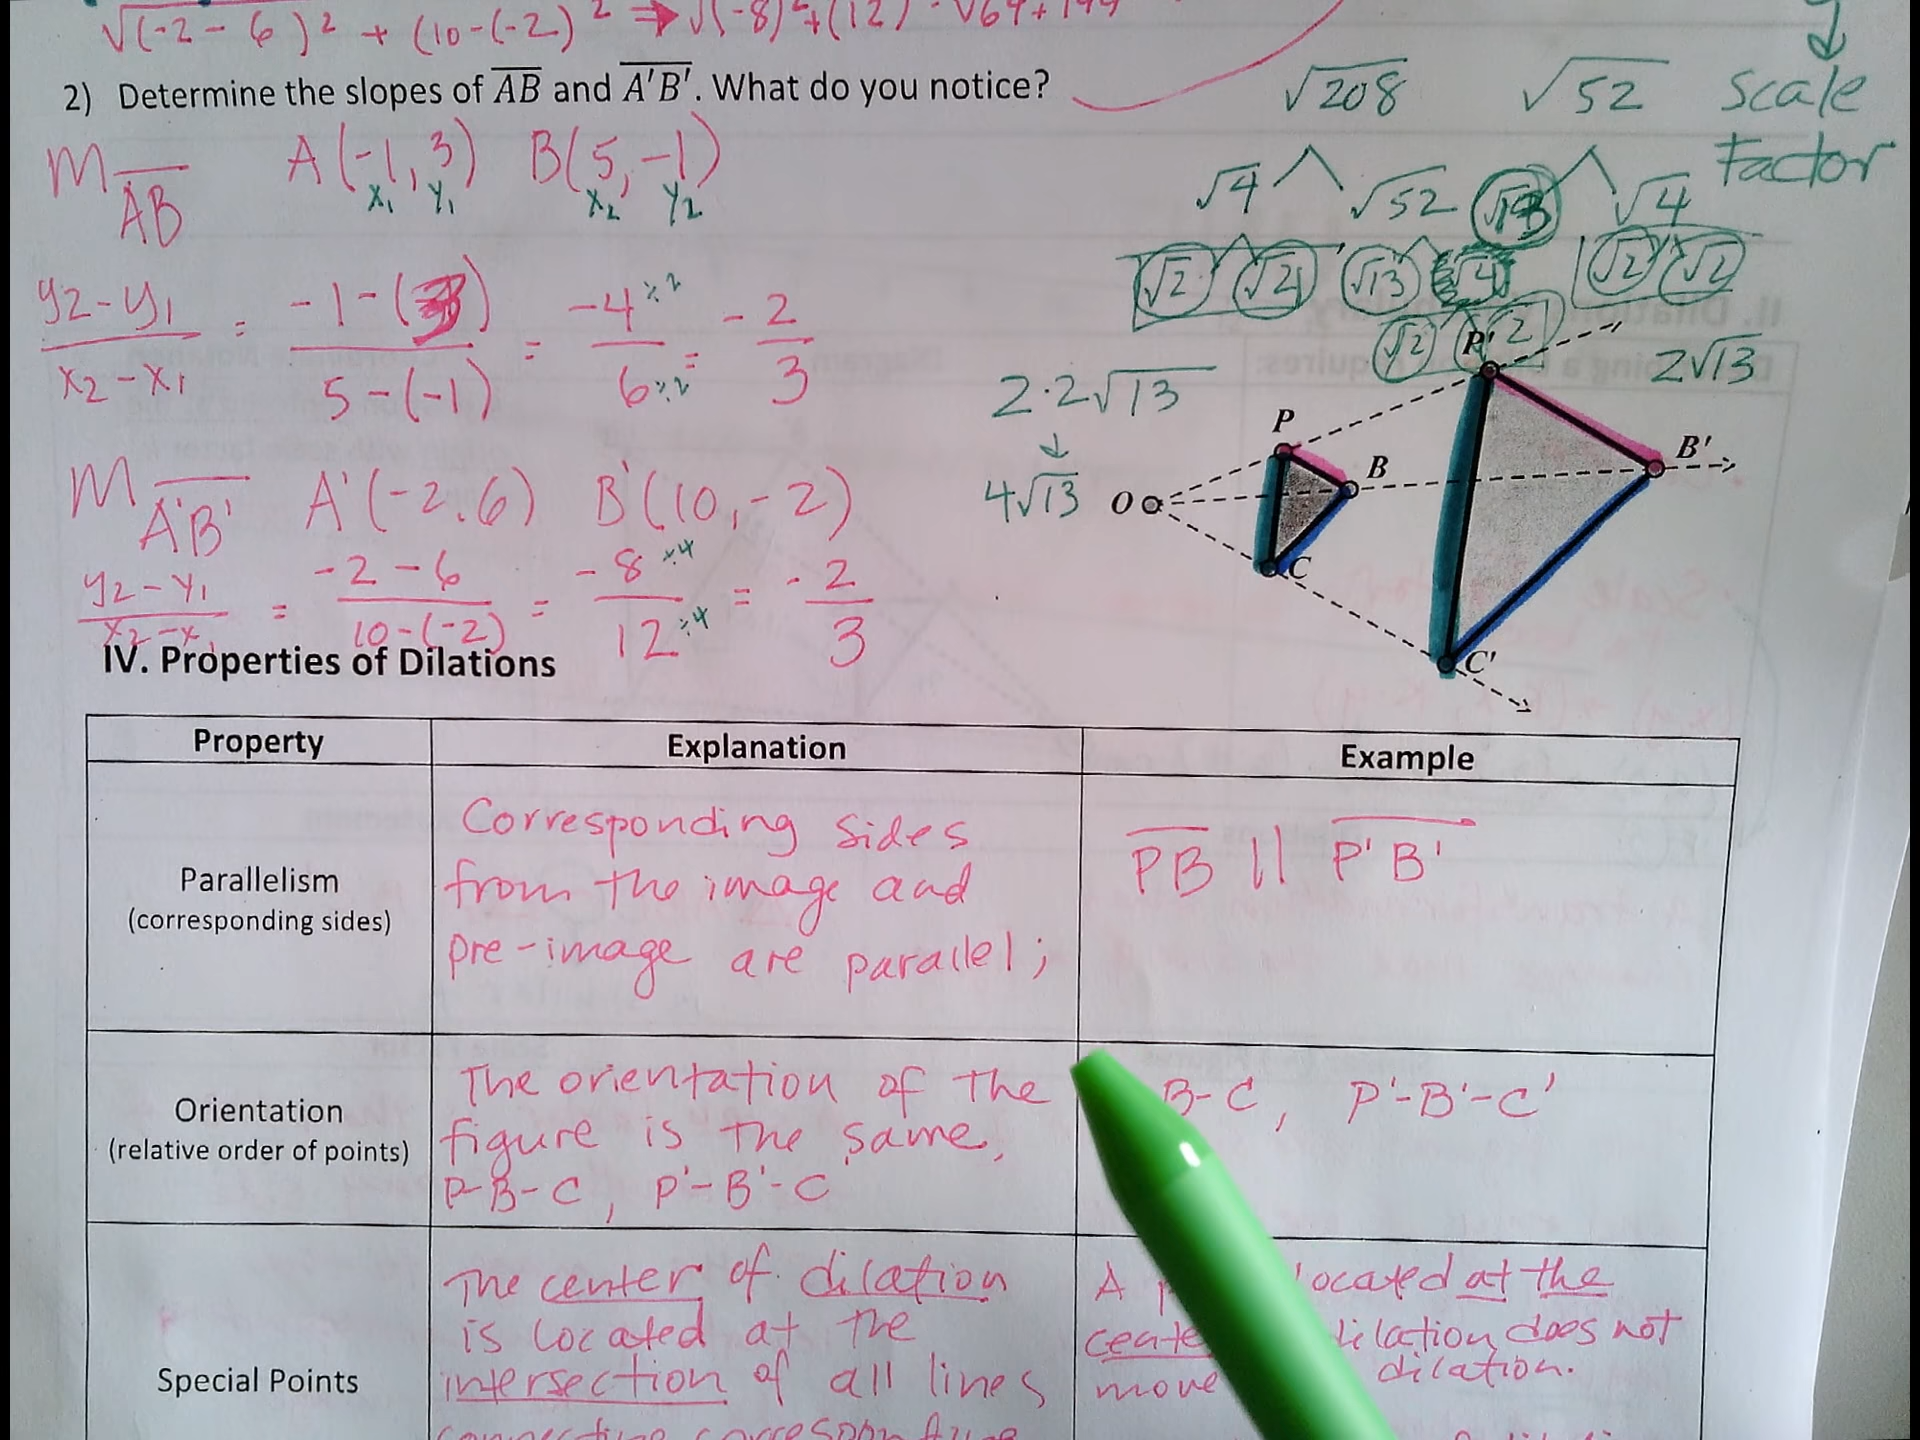 √(-2-6)² + (10-(-2)² ⇒ √(-8)²+(12)² √64+144
2) Determine the slopes of AB and A'B'. What do you notice?
√208 √52 Scale
Factor
M AB A(-1, 3) B(5, -1)
x₁ y₁ x₂ y₂
√4 √52 √13 √4
√2 √2 √13 √4 √2 √2
√2 √2
y₂-y₁ / x₂-x₁ = -1-(3) / 5-(-1) = -4÷2 / 6÷2 = -2/3
2·2√13 2√13
4√13
P' P B B' O C C'
M A'B' A'(-2,6) B'(10,-2)
y₂-y₁ / x₂-x₁ = -2-6 / 10-(-2) = -8÷4 / 12÷4 = -2/3
IV. Properties of Dilations
Property Explanation Example
Parallelism
(corresponding sides)
Corresponding sides
from the image and
pre-image are parallel;
PB || P'B'
Orientation
(relative order of points)
The orientation of the
figure is the same,
P-B-C, P'-B'-C
B-C, P'-B'-C'
Special Points
The center of dilation
is located at the
intersection of all lines
connecting
A located at the
dilation does not
move dilation.